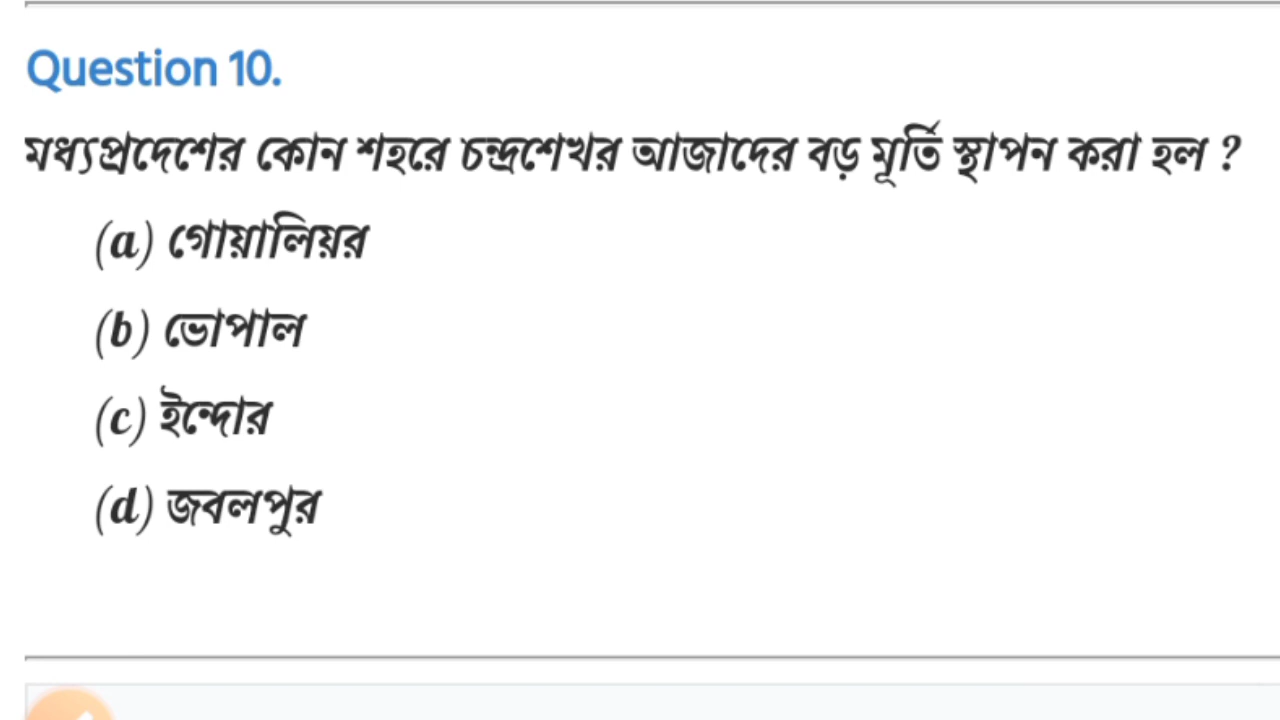 Question 10.
মধ্যপ্রদেশের কোন শহরে চন্দ্রশেখর আজাদের বড় মূর্তি স্থাপন করা হল ?
(a) গোয়ালিয়র
(b) ভোপাল
(c) ইন্দোর
(d) জবলপুর